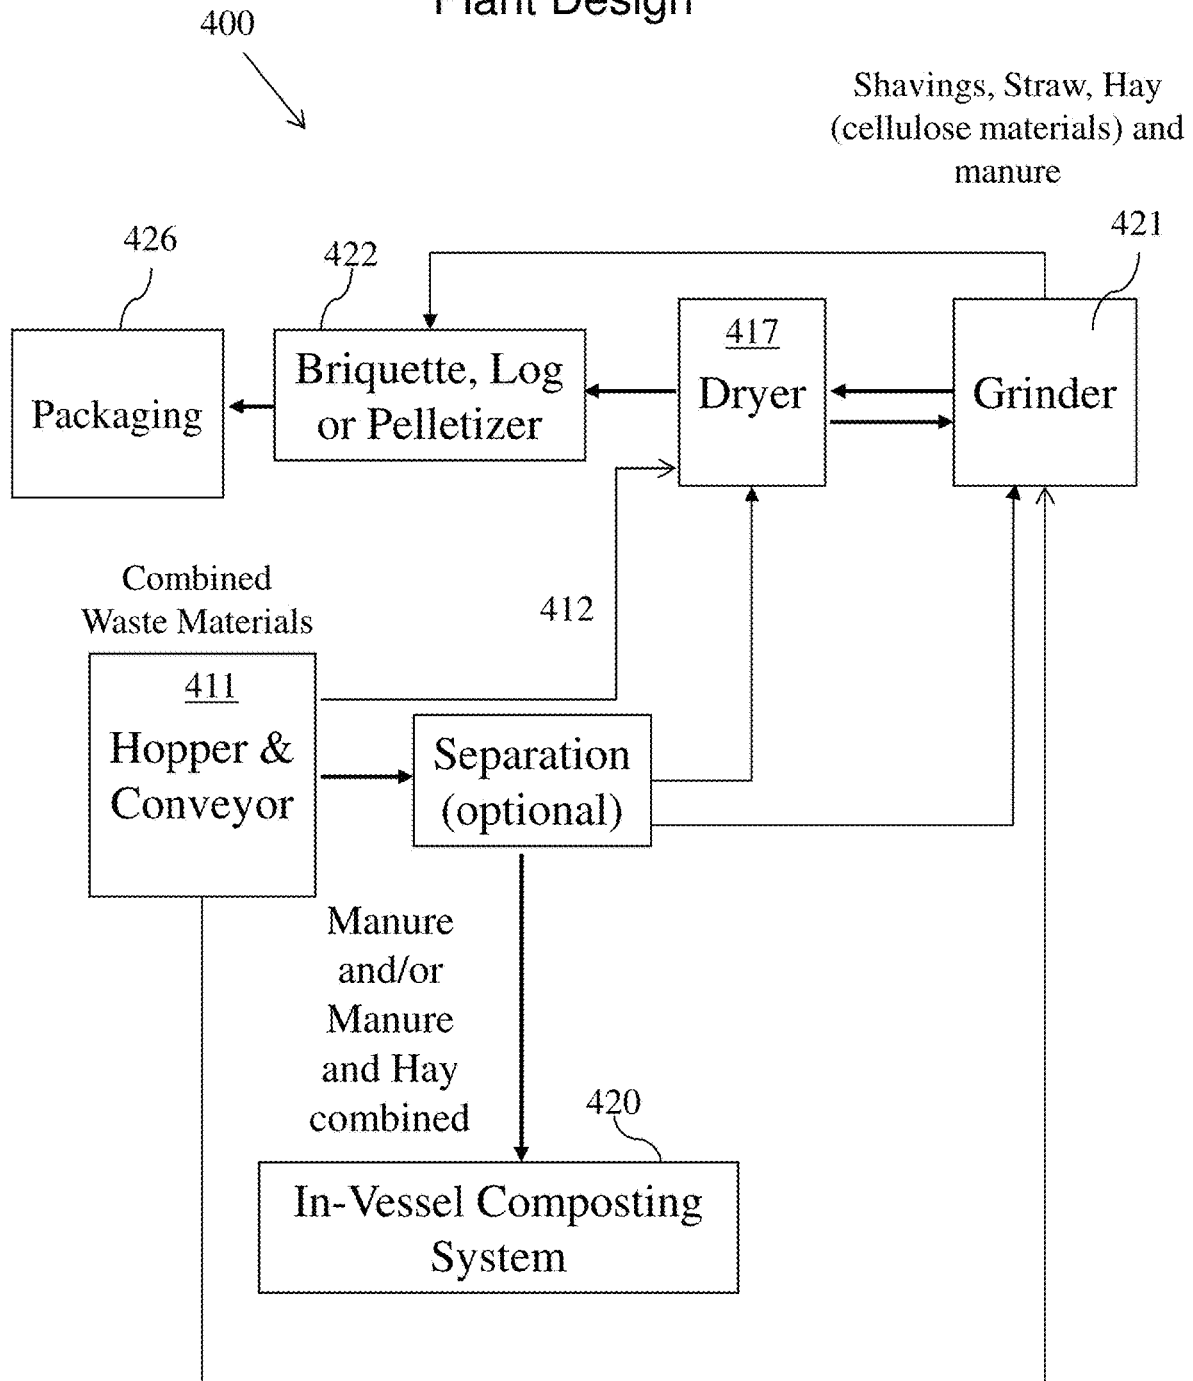 Plant Design
400
Shavings, Straw, Hay
(cellulose materials) and
manure
426
422
421
417
Dryer
Grinder
Briquette, Log
or Pelletizer
Packaging
Combined
Waste Materials
412
411
Hopper &
Conveyor
Separation
(optional)
Manure
and/or
Manure
and Hay
combined
420
In-Vessel Composting
System